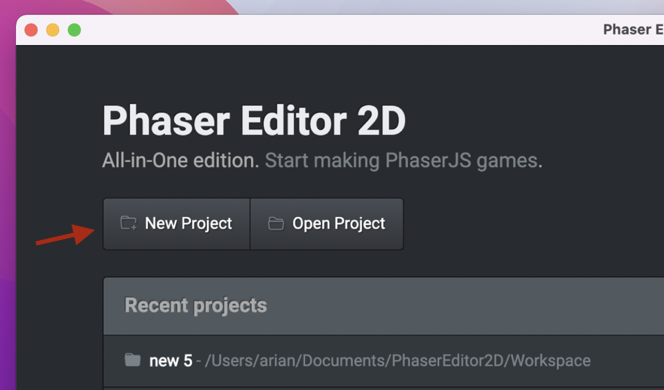 Phaser E
Phaser Editor 2D
All-in-One edition. Start making PhaserJS games.
New Project Open Project
Recent projects
new 5 - /Users/arian/Documents/PhaserEditor2D/Workspace